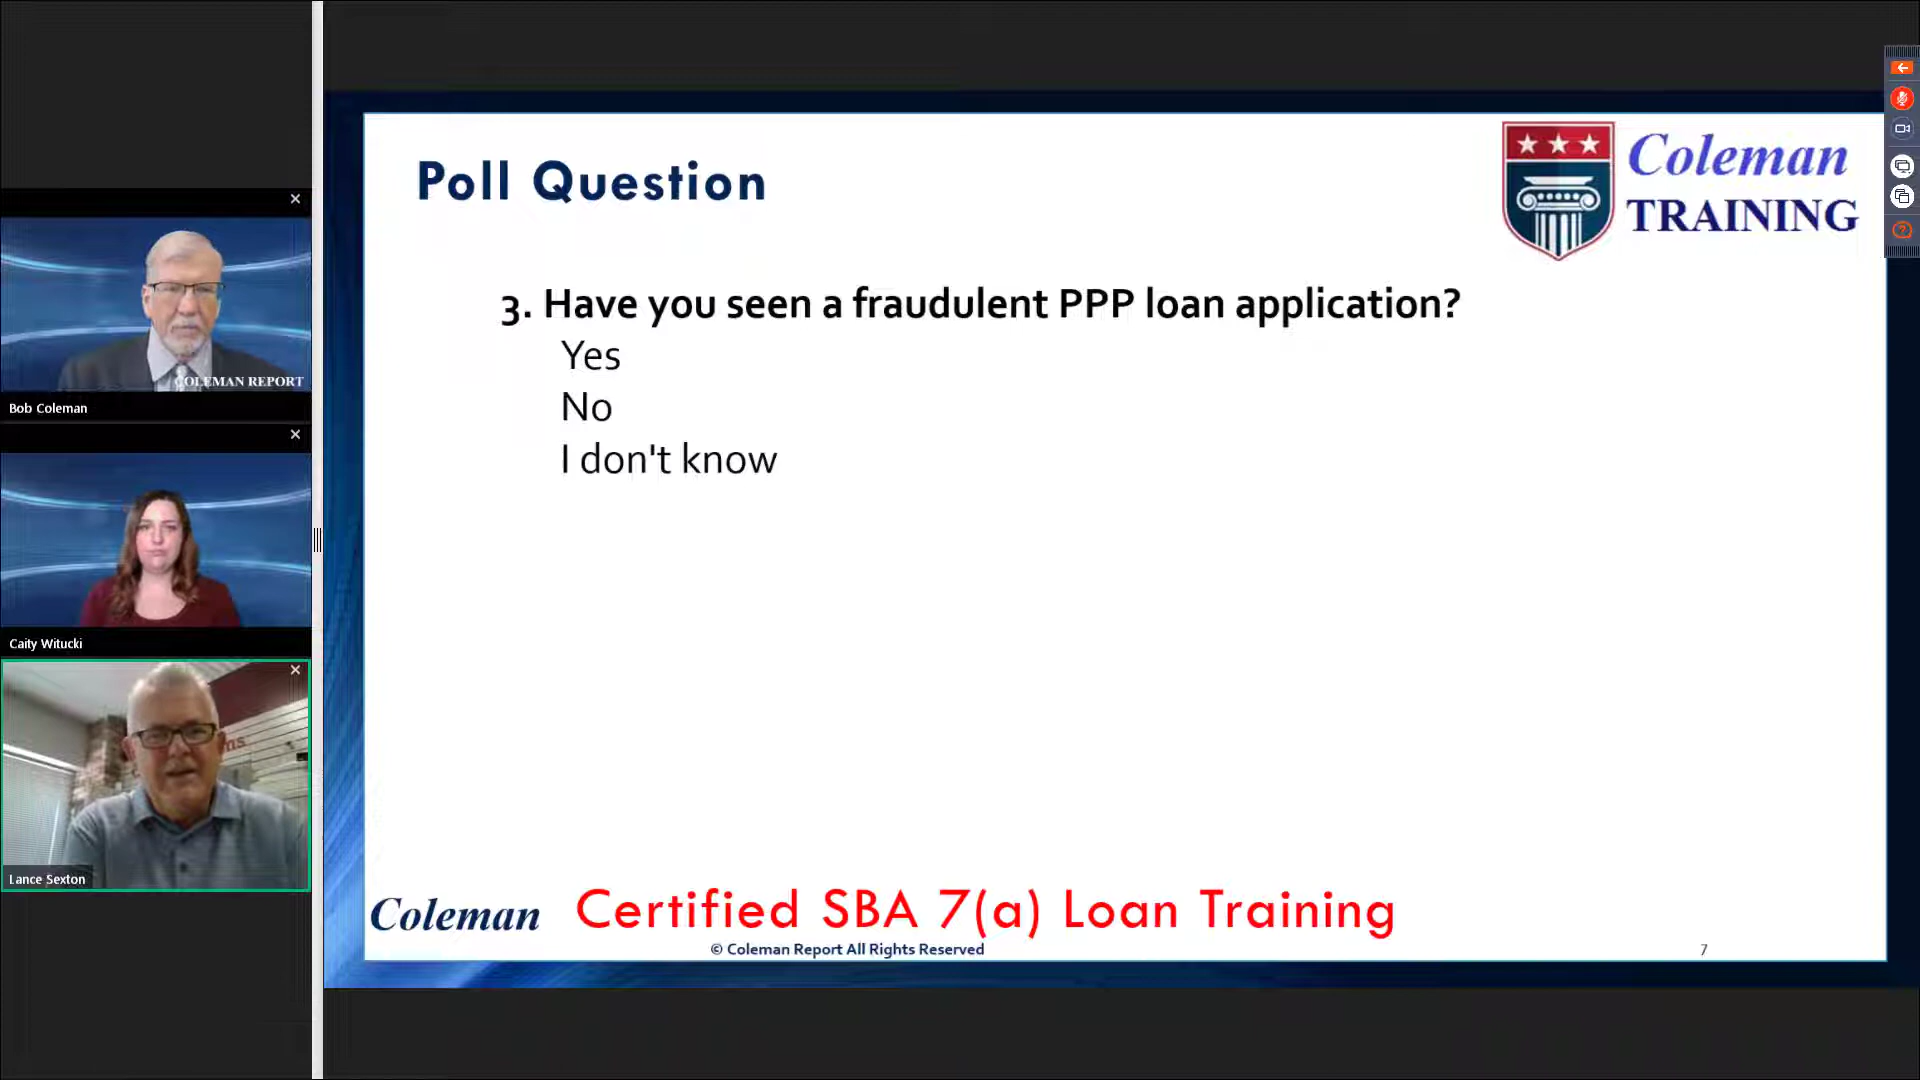 COLEMAN REPORT
Bob Coleman
Caity Witucki
ms
Lance Sexton
Poll Question
Coleman
TRAINING
3. Have you seen a fraudulent PPP loan application?
Yes
No
I don't know
Coleman
Certified SBA 7(a) Loan Training
© Coleman Report All Rights Reserved
7